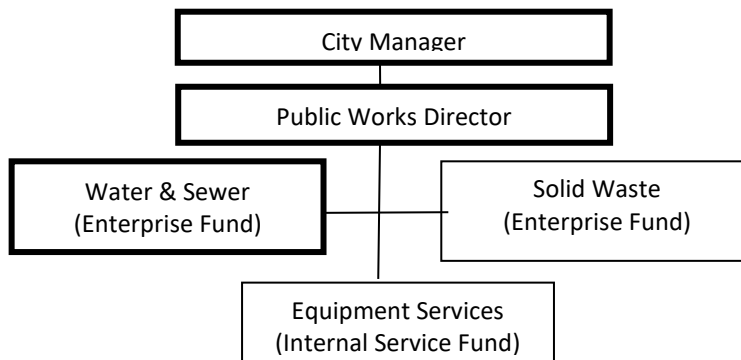 City Manager
Public Works Director
Water & Sewer
(Enterprise Fund)
Solid Waste
(Enterprise Fund)
Equipment Services
(Internal Service Fund)